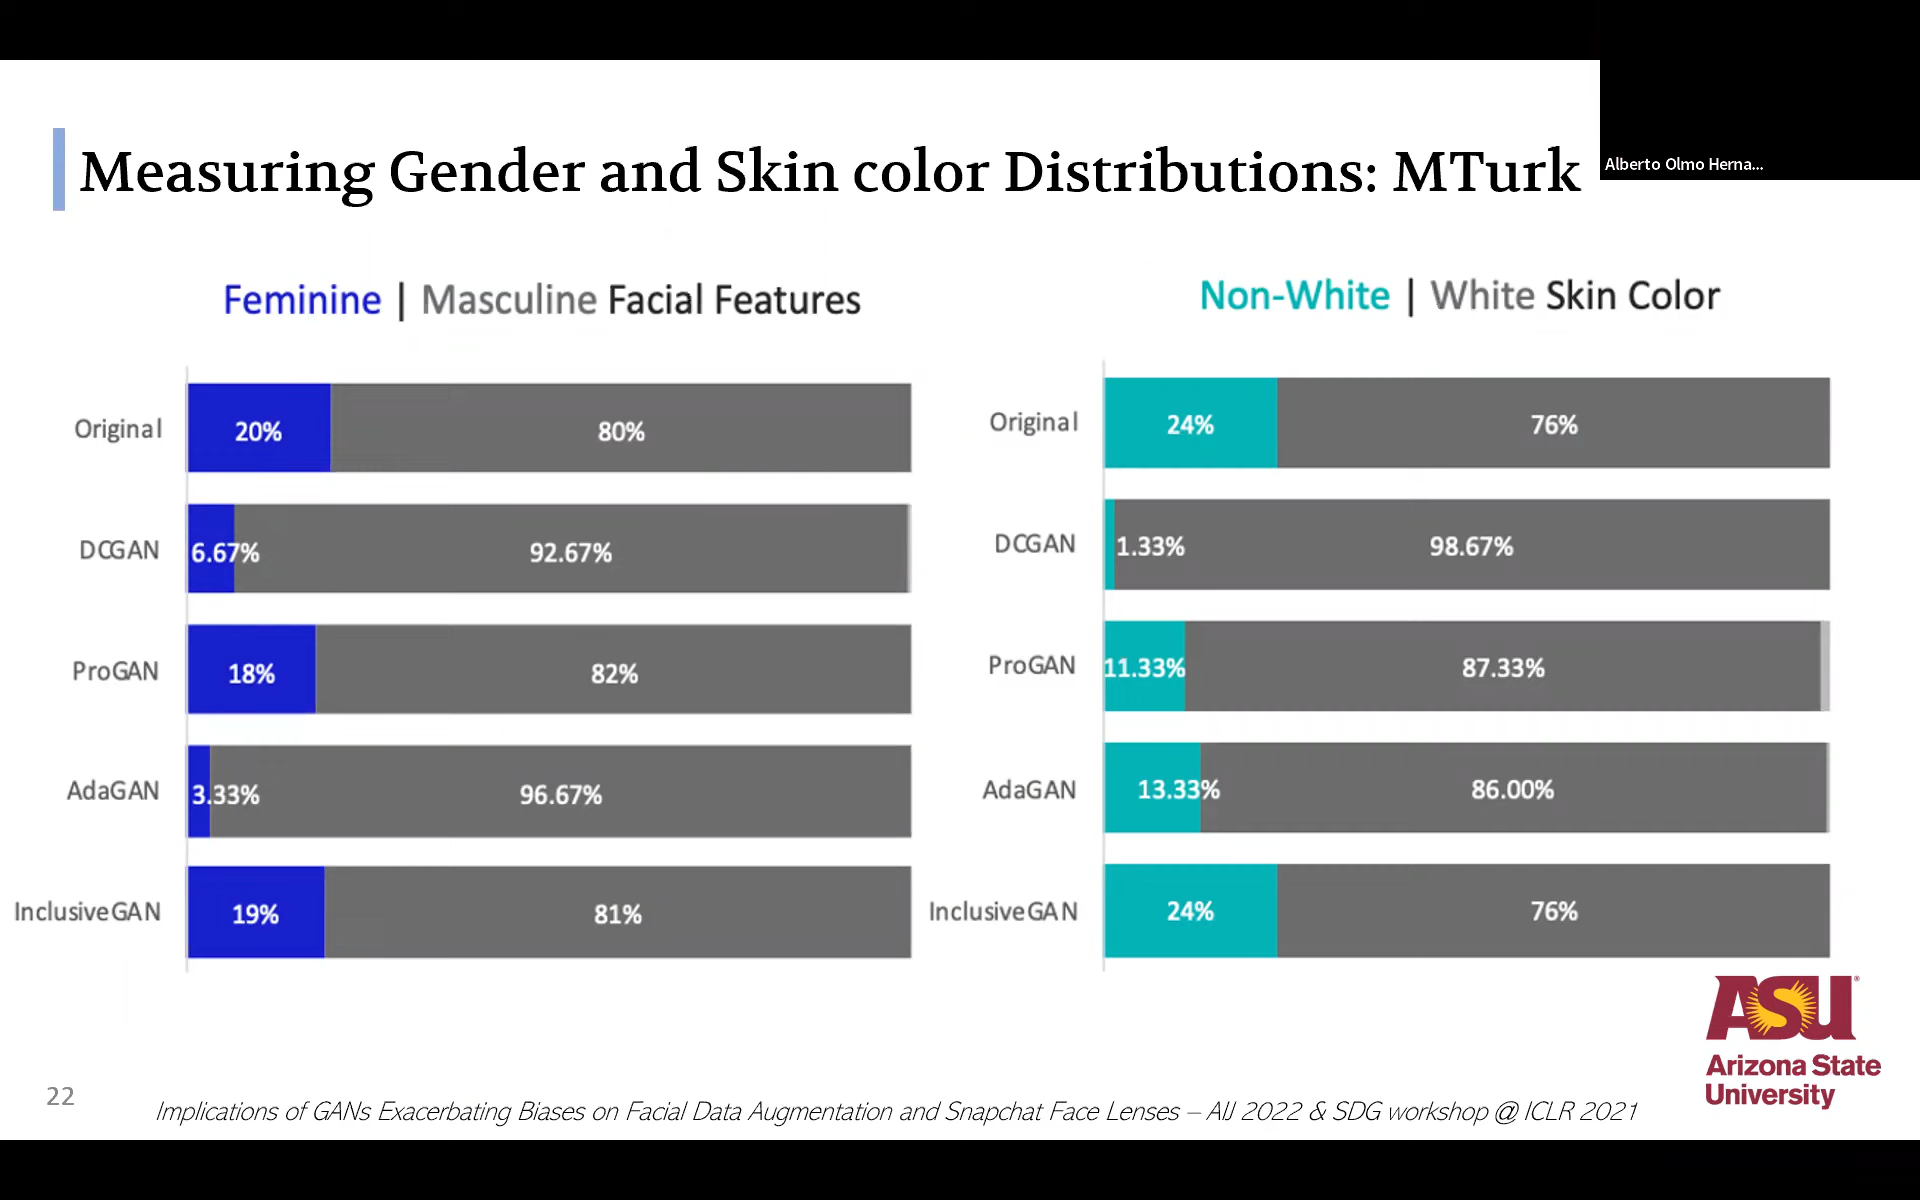 Measuring Gender and Skin color Distributions: MTurk
Alberto Olmo Herna...
Feminine | Masculine Facial Features
Original 20% 80%
DCGAN 6.67% 92.67%
ProGAN 18% 82%
AdaGAN 3.33% 96.67%
InclusiveGAN 19% 81%
Non-White | White Skin Color
Original 24% 76%
DCGAN 1.33% 98.67%
ProGAN 11.33% 87.33%
AdaGAN 13.33% 86.00%
InclusiveGAN 24% 76%
ASU
Arizona State
University
22
Implications of GANs Exacerbating Biases on Facial Data Augmentation and Snapchat Face Lenses – AIJ 2022 & SDG workshop @ ICLR 2021